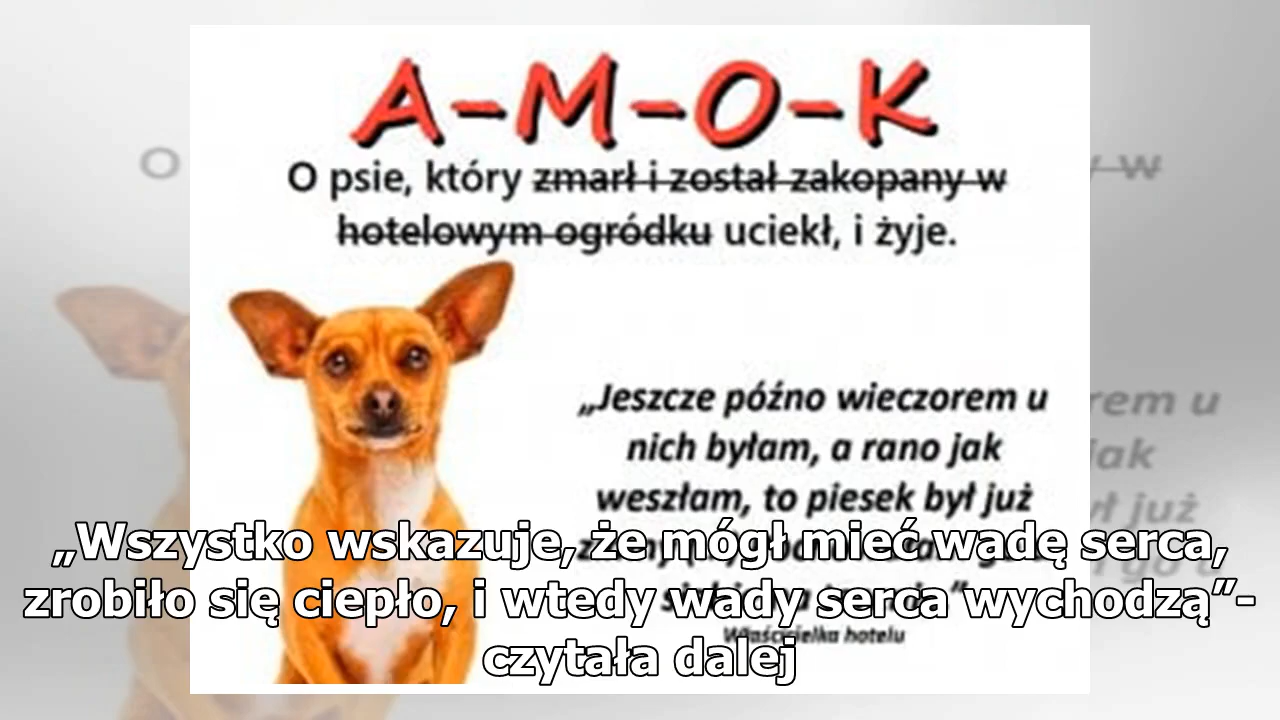 A-M-O-K
O psie, który zmarł i został zakopany w
hotelowym ogródku uciekł, i żyje.
„Jeszcze późno wieczorem u
nich byłam, a rano jak
weszłam, to piesek był już
Właścicielka hotelu
„Wszystko wskazuje, że mógł mieć wadę serca,
zrobiło się ciepło, i wtedy wady serca wychodzą”-
czytała dalej